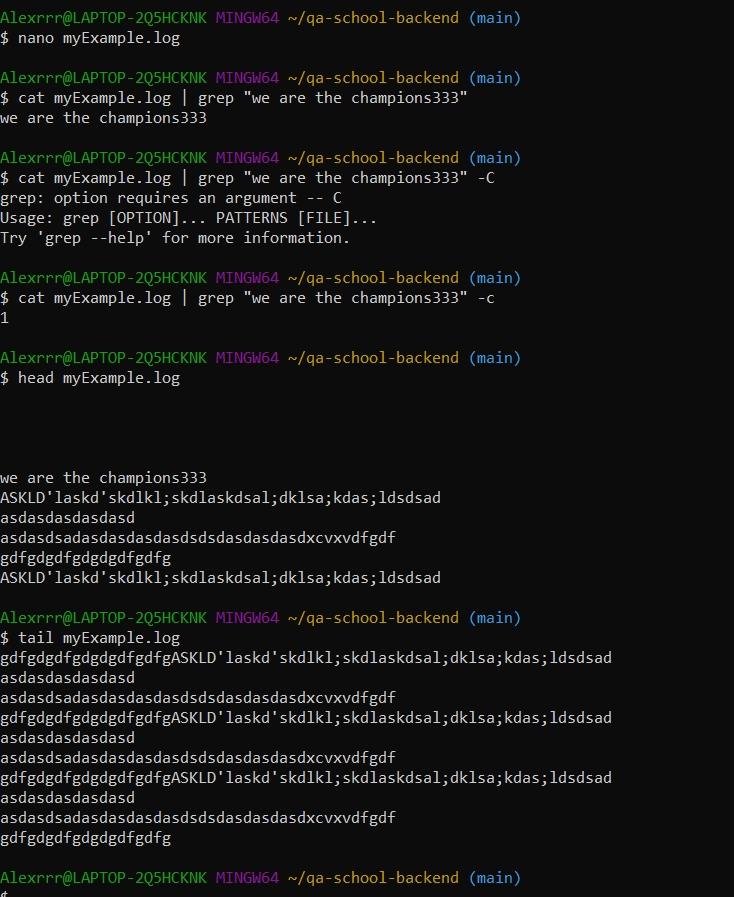 Alexrrr@LAPTOP-2Q5HCKNK MINGW64 ~/qa-school-backend (main)
$ nano myExample.log
Alexrrr@LAPTOP-2Q5HCKNK MINGW64 ~/qa-school-backend (main)
$ cat myExample.log | grep "we are the champions333"
we are the champions333
Alexrrr@LAPTOP-2Q5HCKNK MINGW64 ~/qa-school-backend (main)
$ cat myExample.log | grep "we are the champions333" -C
grep: option requires an argument -- C
Usage: grep [OPTION]... PATTERNS [FILE]...
Try 'grep --help' for more information.
Alexrrr@LAPTOP-2Q5HCKNK MINGW64 ~/qa-school-backend (main)
$ cat myExample.log | grep "we are the champions333" -c
1
Alexrrr@LAPTOP-2Q5HCKNK MINGW64 ~/qa-school-backend (main)
$ head myExample.log
we are the champions333
ASKLD'laskd'skdlkl;skdlaskdsal;dklsa;kdas;ldsdsad
asdasdasdasdasd
asdasdsadasdasdasdasdsdsdasdasdasdxcvxvdfgdf
gdfgdgdfgdgdgdfgdfg
ASKLD'laskd'skdlkl;skdlaskdsal;dklsa;kdas;ldsdsad
Alexrrr@LAPTOP-2Q5HCKNK MINGW64 ~/qa-school-backend (main)
$ tail myExample.log
gdfgdgdfgdgdgdfgdfgASKLD'laskd'skdlkl;skdlaskdsal;dklsa;kdas;ldsdsad
asdasdasdasdasd
asdasdsadasdasdasdasdsdsdasdasdasdxcvxvdfgdf
gdfgdgdfgdgdgdfgdfgASKLD'laskd'skdlkl;skdlaskdsal;dklsa;kdas;ldsdsad
asdasdasdasdasd
asdasdsadasdasdasdasdsdsdasdasdasdxcvxvdfgdf
gdfgdgdfgdgdgdfgdfgASKLD'laskd'skdlkl;skdlaskdsal;dklsa;kdas;ldsdsad
asdasdasdasdasd
asdasdsadasdasdasdasdsdsdasdasdasdxcvxvdfgdf
gdfgdgdfgdgdgdfgdfg
Alexrrr@LAPTOP-2Q5HCKNK MINGW64 ~/qa-school-backend (main)
$